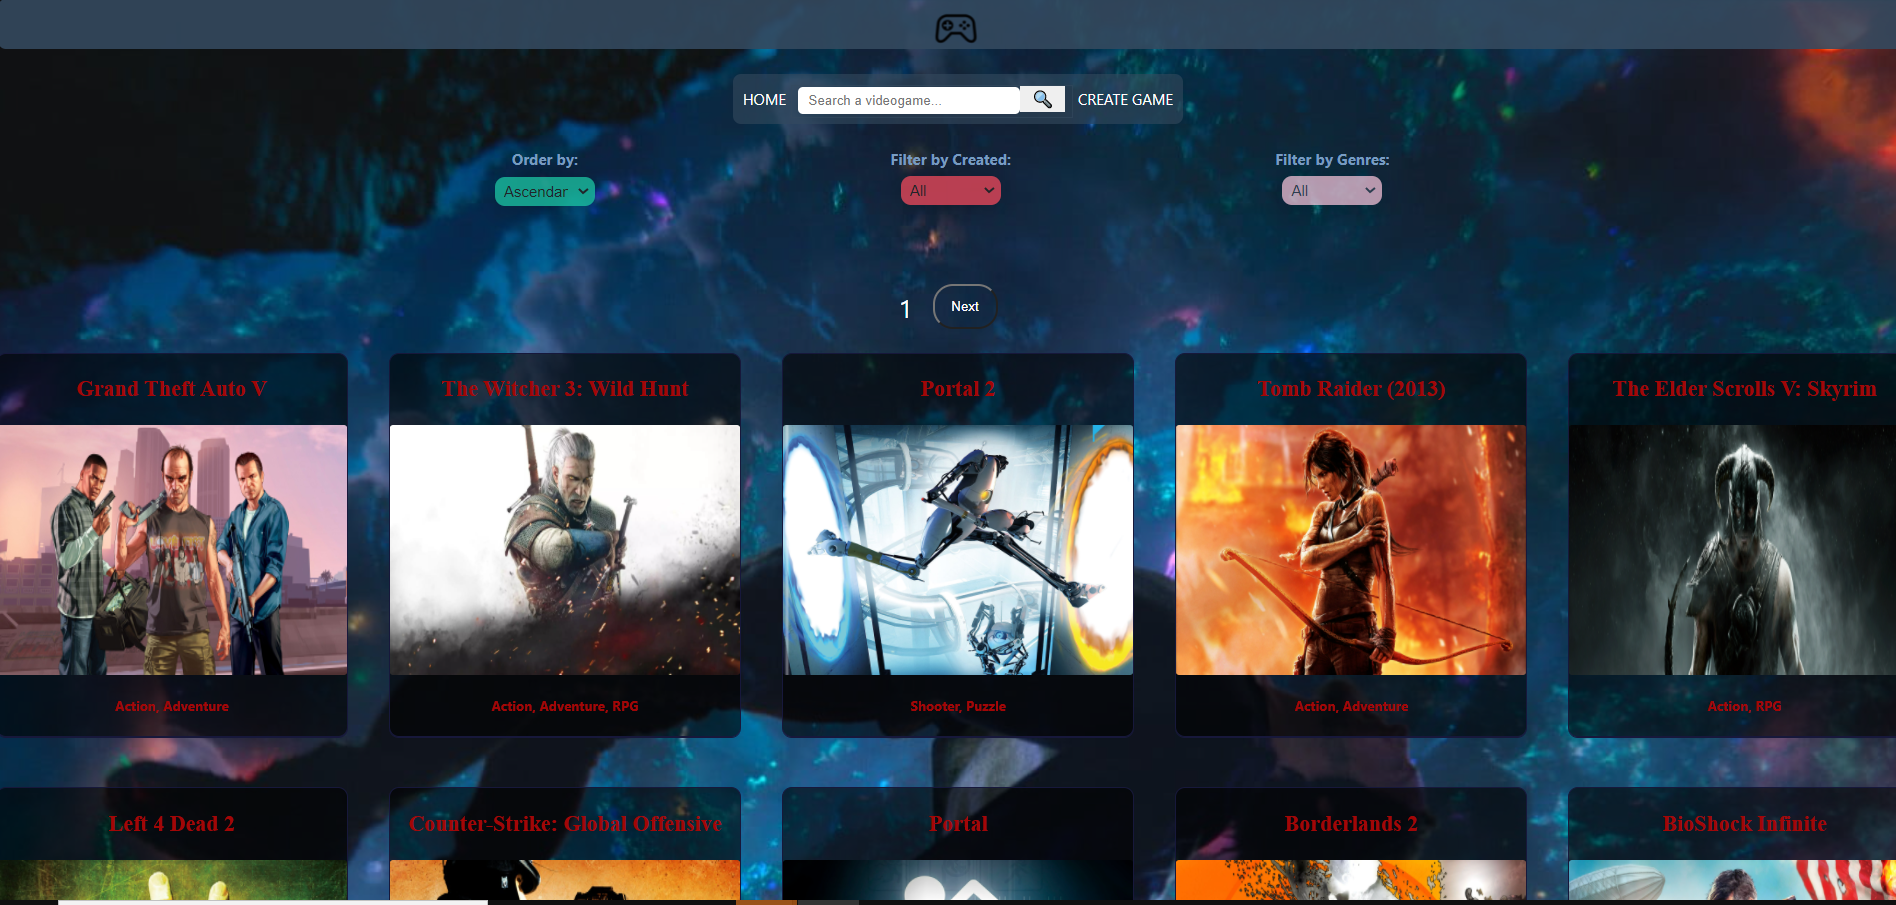 HOME Search a videogame... CREATE GAME
Order by: Filter by Created: Filter by Genres:
Ascendar All All
1 Next
Grand Theft Auto V The Witcher 3: Wild Hunt Portal 2 Tomb Raider (2013) The Elder Scrolls V: Skyrim
Action, Adventure Action, Adventure, RPG Shooter, Puzzle Action, Adventure Action, RPG
Left 4 Dead 2 Counter-Strike: Global Offensive Portal Borderlands 2 BioShock Infinite